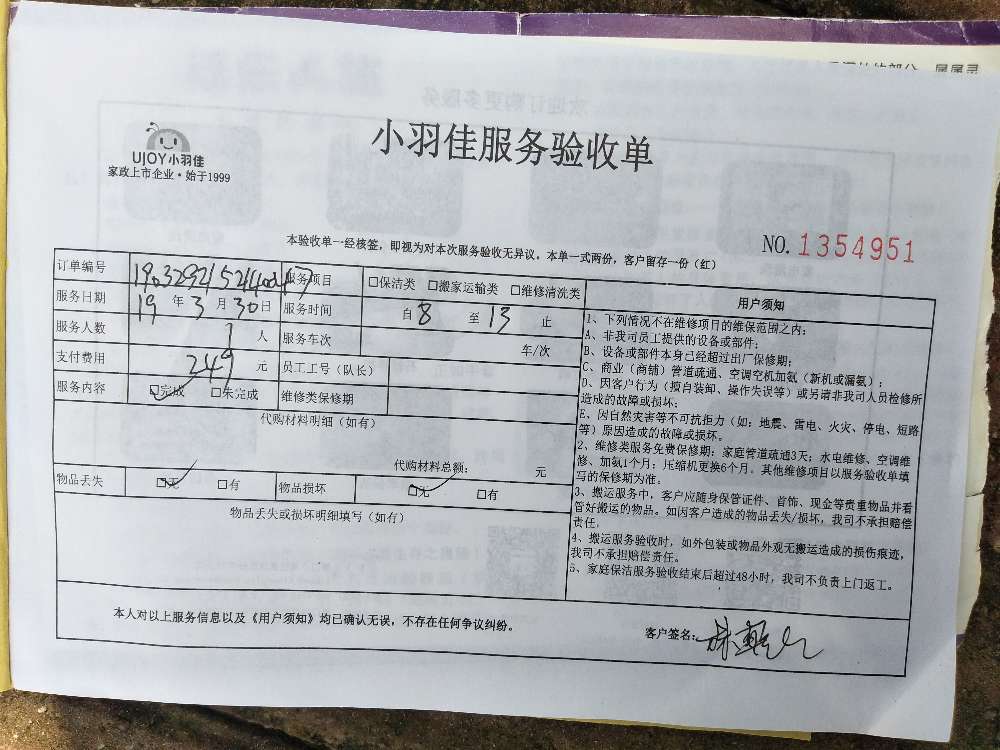 小羽佳服务验收单
UJOY小羽佳
家政上市企业·始于1999
本验收单一经核签,即视为对本次服务验收无异议。本单一式两份,客户留存一份(红)
NO.1354951
订单编号
服务项目 □保洁类 □搬家运输类 □维修清洗类
服务日期 19年3月30日 服务时间 自8至13止
服务人数 1人 服务车次 车/次
支付费用 249元 员工工号(队长)
服务内容 □完成 □未完成 维修类保修期
代购材料明细(如有)
代购材料总额: 元
物品丢失 □无 □有 物品损坏 □无 □有
物品丢失或损坏明细填写(如有)
用户须知
1、下列情况不在维修项目的维保范围之内:
A、非我司员工提供的设备或部件;
B、设备或部件本身已经超过出厂保修期;
C、商业(商铺)管道疏通、空调空机加氨(新机或漏氨);
D、因客户行为(擅自装卸、操作失误等)或另请非我司人员检修所
造成的故障或损坏;
E、因自然灾害等不可抗拒力(如:地震、雷电、火灾、停电、短路
等)原因造成的故障或损坏。
2、维修类服务免费保修期:家庭管道疏通3天;水电维修、空调维
修、加氨1个月;压缩机更换6个月。其他维修项目以服务验收单填
写的保修期为准;
3、搬运服务中,客户应随身保管证件、首饰、现金等贵重物品并看
管好搬运的物品。如因客户造成的物品丢失/损坏,我司不承担赔偿
责任。
4、搬运服务验收时,如外包装或物品外观无搬运造成的损伤痕迹,
我司不承担赔偿责任。
5、家庭保洁服务验收结束后超过48小时,我司不负责上门返工。
本人对以上服务信息以及《用户须知》均已确认无误,不存在任何争议纠纷。
客户签名: